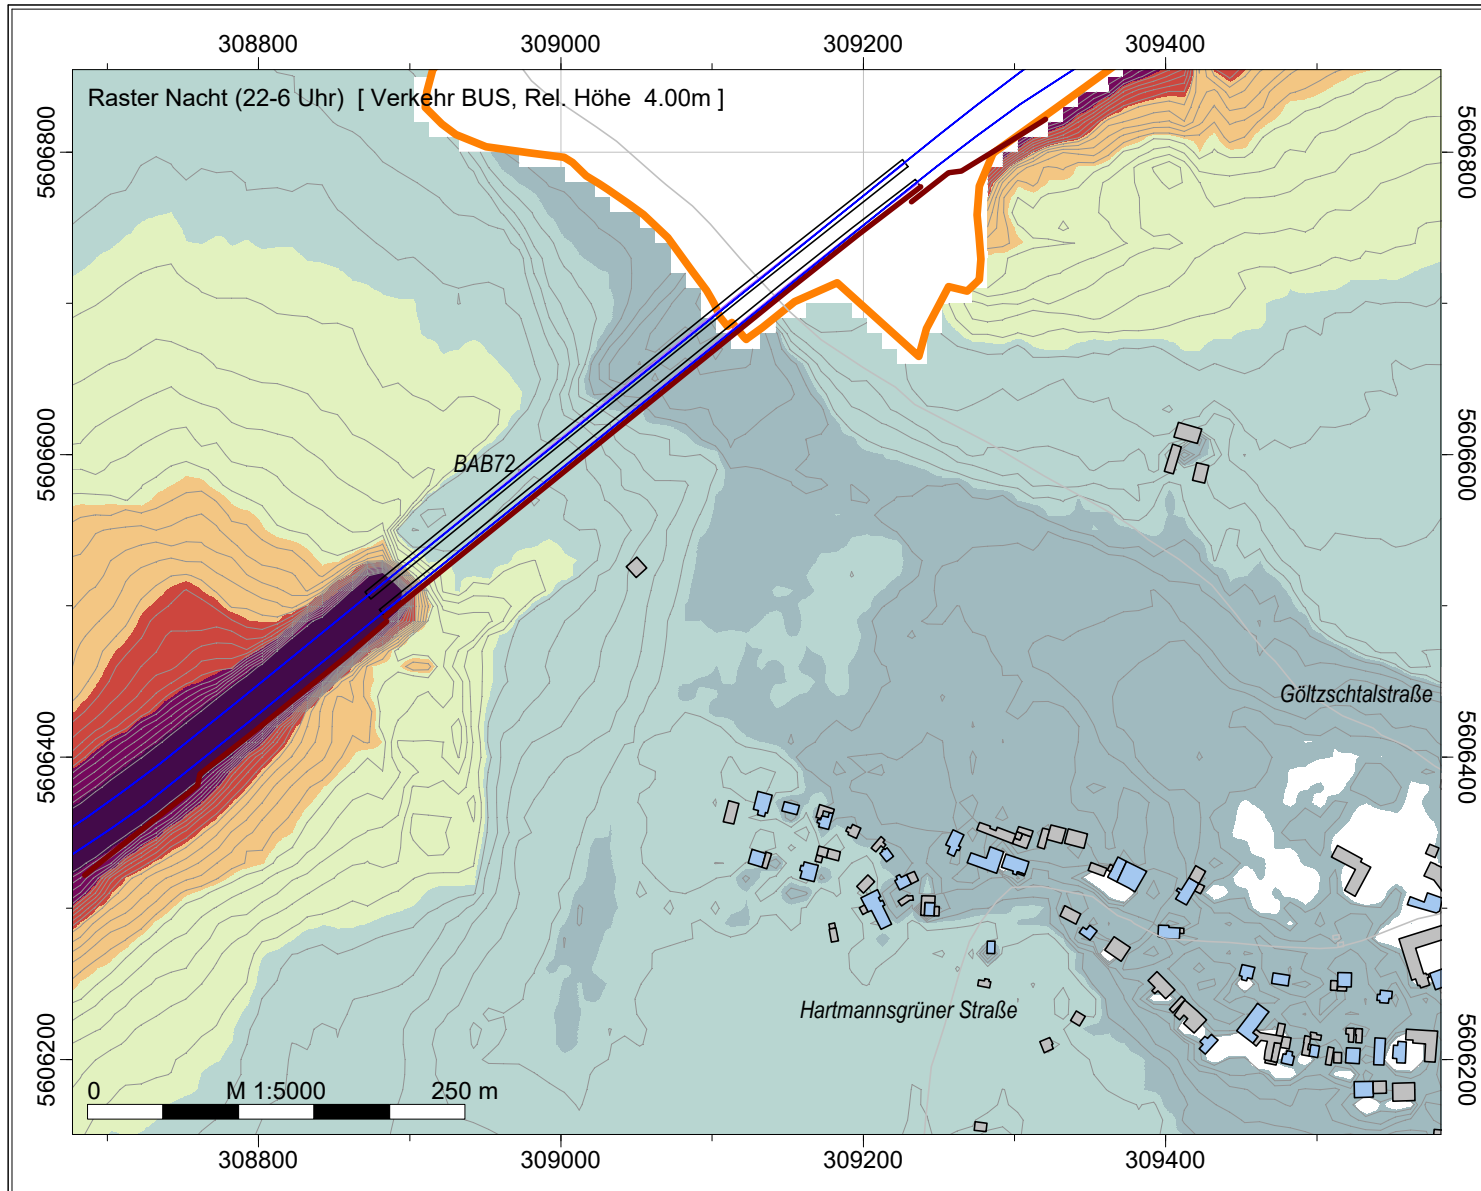 308800 309000 309200 309400
Raster Nacht (22-6 Uhr) [ Verkehr BUS, Rel. Höhe 4.00m ]
5606800 5606800
BAB72
5606600 5606600
Göltzschtalstraße
5606400 5606400
Hartmannsgrüner Straße
5606200 5606200
0 M 1:5000 250 m
308800 309000 309200 309400